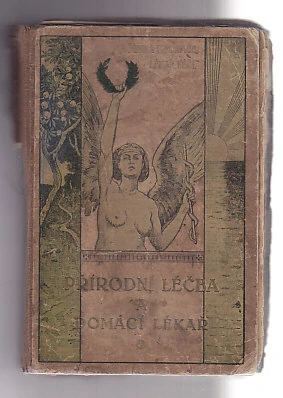 PŘÍRODNÍ LÉČBA
A
DOMÁCÍ LÉKAŘ